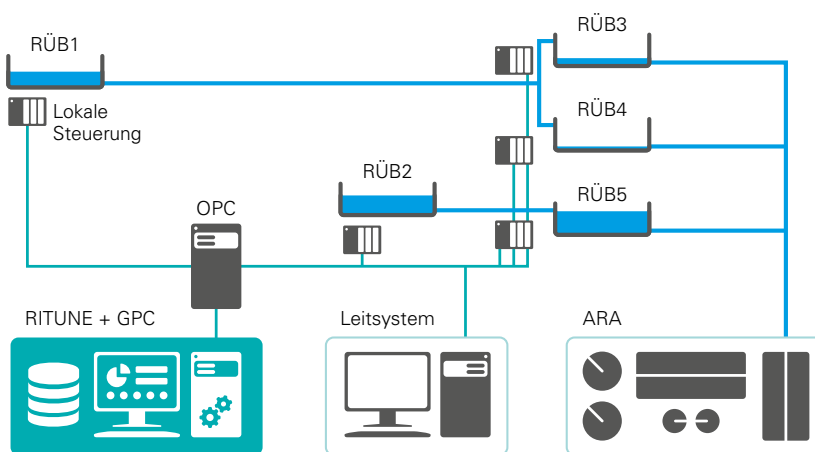 RÜB1
RÜB3
Lokale
Steuerung
RÜB4
RÜB2
RÜB5
OPC
RITUNE + GPC
Leitsystem
ARA